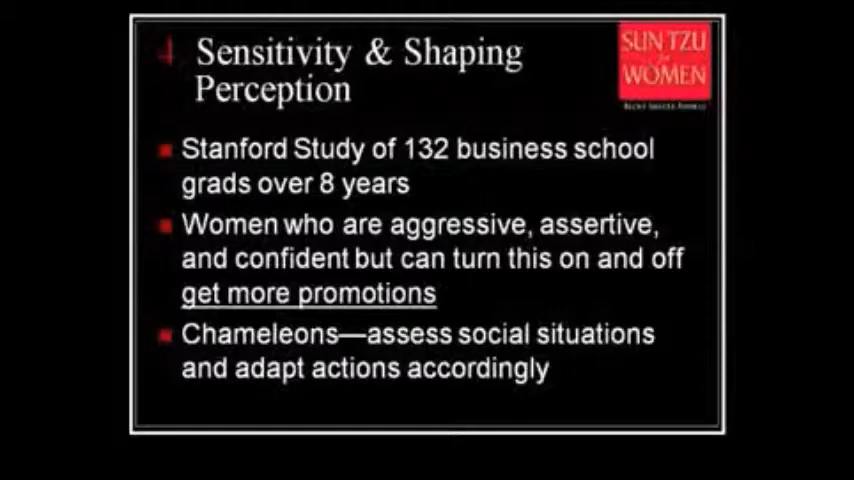 4 Sensitivity & Shaping
Perception
SUN TZU
for
WOMEN
Stanford Study of 132 business school
grads over 8 years
Women who are aggressive, assertive,
and confident but can turn this on and off
get more promotions
Chameleons—assess social situations
and adapt actions accordingly